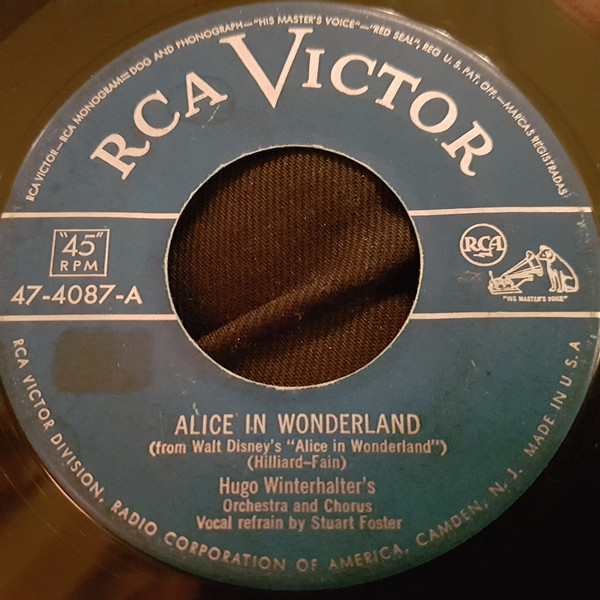 RCA VICTOR—RCA MONOGRAM—DOG AND PHONOGRAPH—"HIS MASTER'S VOICE"—"RED SEAL", REG U. S. PAT. OFF.—MARCAS REGISTRADAS
RCA VICTOR
"45"
RPM
47-4087-A
RCA
"HIS MASTER'S VOICE"
ALICE IN WONDERLAND
(from Walt Disney's "Alice in Wonderland")
(Hilliard-Fain)
Hugo Winterhalter's
Orchestra and Chorus
Vocal refrain by Stuart Foster
RCA VICTOR DIVISION, RADIO CORPORATION OF AMERICA, CAMDEN, N. J. MADE IN U.S.A